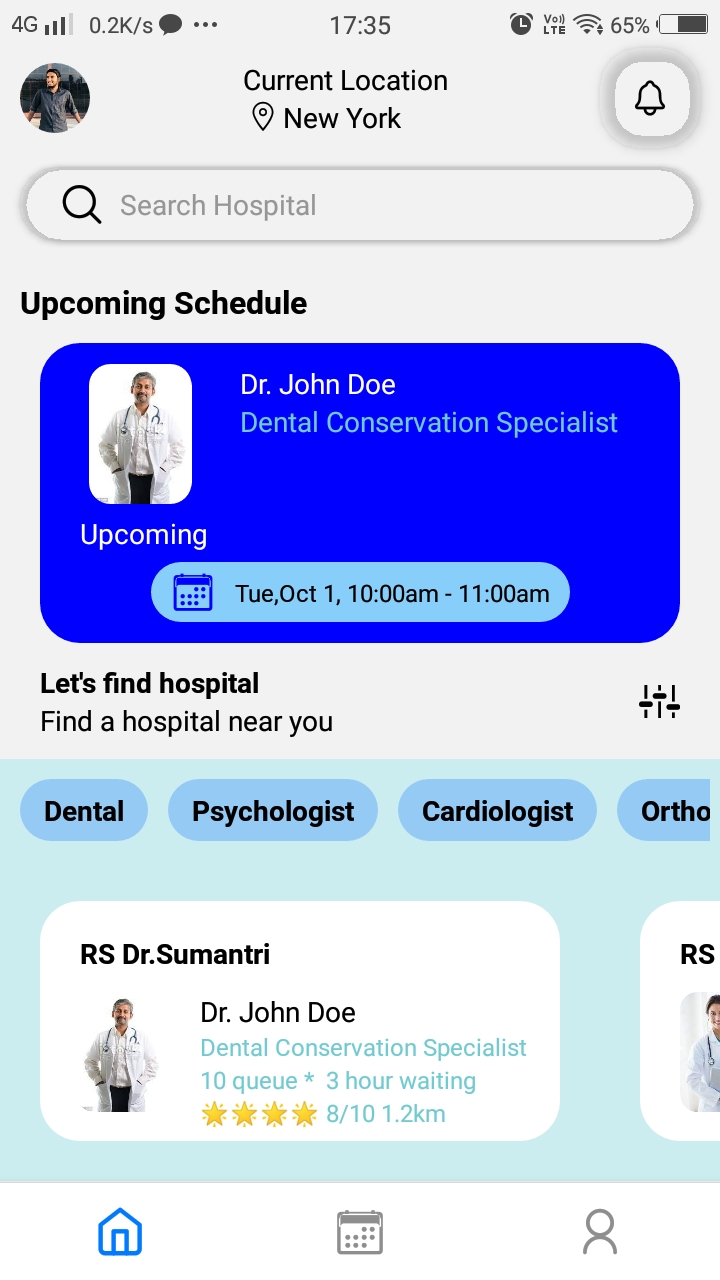 4G 0.2K/s 17:35 Vo)) LTE 65%
Current Location
New York
Search Hospital
Upcoming Schedule
Dr. John Doe
Dental Conservation Specialist
Upcoming
Tue,Oct 1, 10:00am - 11:00am
Let's find hospital
Find a hospital near you
Dental Psychologist Cardiologist Ortho
RS Dr.Sumantri RS
Dr. John Doe
Dental Conservation Specialist
10 queue * 3 hour waiting
8/10 1.2km